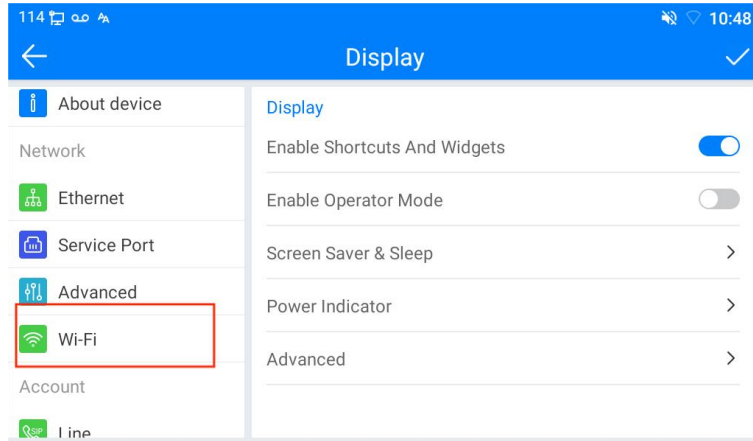 114 10:48
Display
About device
Network
Ethernet
Service Port
Advanced
Wi-Fi
Account
SIP Line
Display
Enable Shortcuts And Widgets
Enable Operator Mode
Screen Saver & Sleep
Power Indicator
Advanced